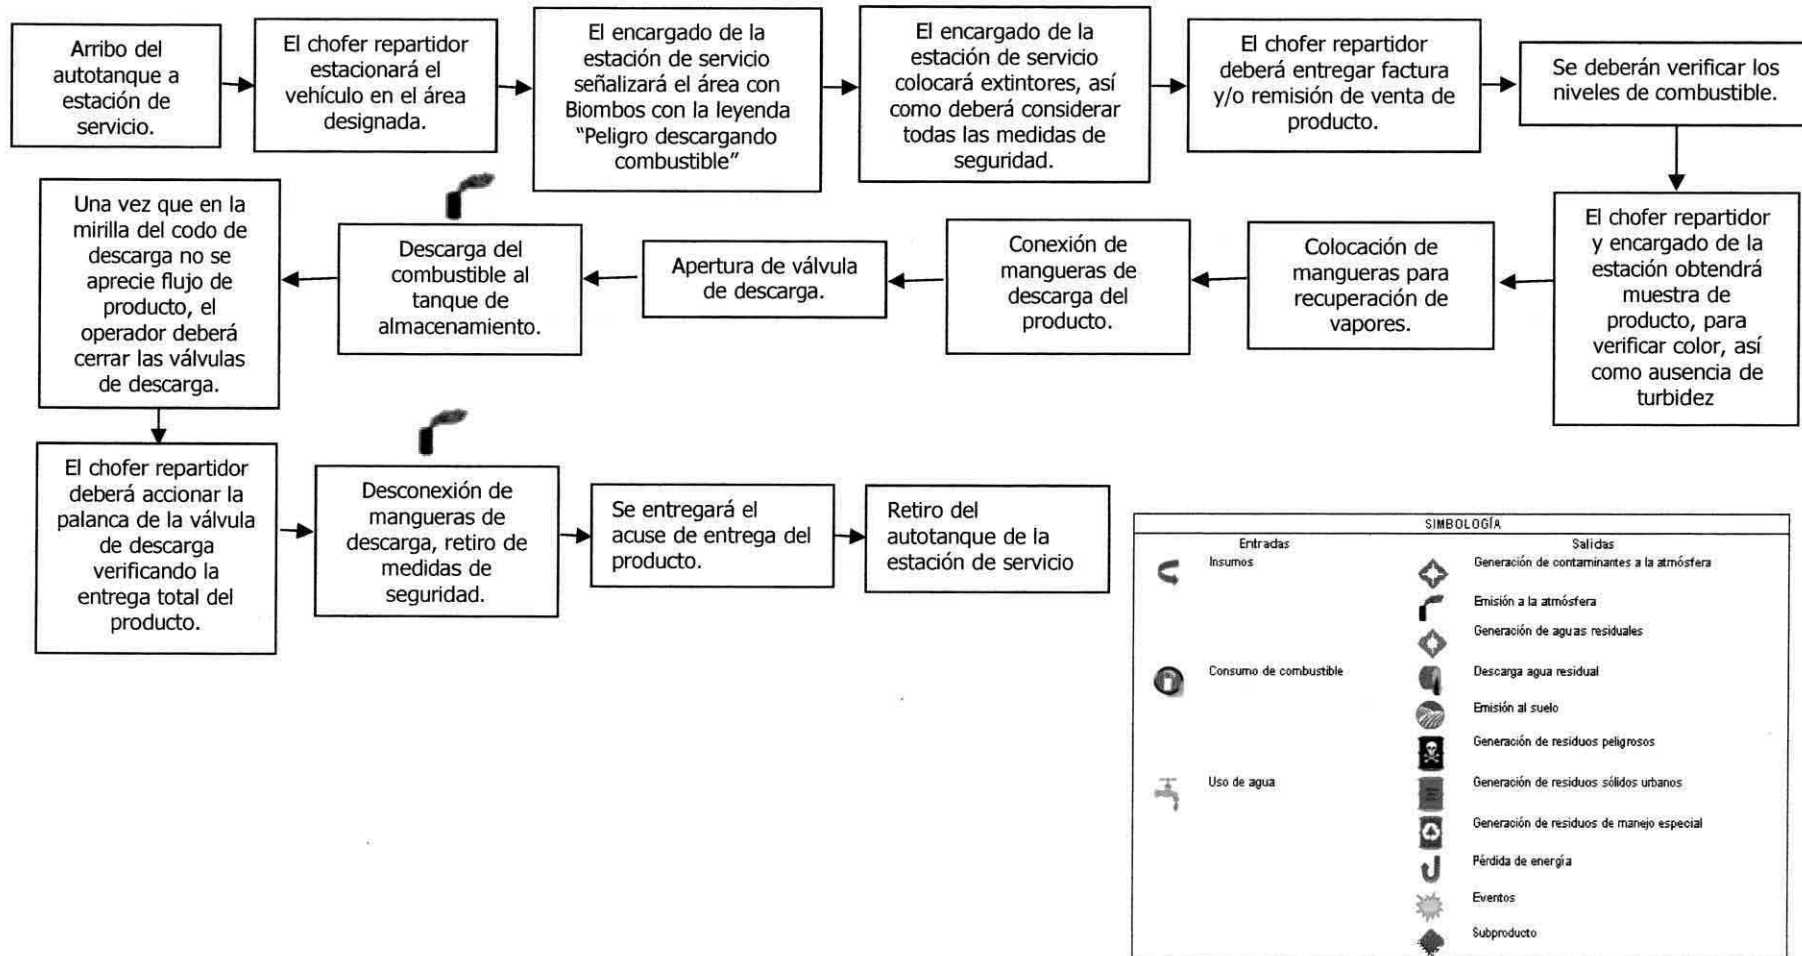 Arribo del
autotanque a
estación de
servicio.
El chofer repartidor
estacionará el
vehículo en el área
designada.
El encargado de la
estación de servicio
señalizará el área con
Biombos con la leyenda
"Peligro descargando
combustible"
El encargado de la
estación de servicio
colocará extintores, así
como deberá considerar
todas las medidas de
seguridad.
El chofer repartidor
deberá entregar factura
y/o remisión de venta de
producto.
Se deberán verificar los
niveles de combustible.
El chofer repartidor
y encargado de la
estación obtendrá
muestra de
producto, para
verificar color, así
como ausencia de
turbidez
Colocación de
mangueras para
recuperación de
vapores.
Conexión de
mangueras de
descarga del
producto.
Apertura de válvula
de descarga.
Descarga del
combustible al
tanque de
almacenamiento.
Una vez que en la
mirilla del codo de
descarga no se
aprecie flujo de
producto, el
operador deberá
cerrar las válvulas
de descarga.
El chofer repartidor
deberá accionar la
palanca de la válvula
de descarga
verificando la
entrega total del
producto.
Desconexión de
mangueras de
descarga, retiro de
medidas de
seguridad.
Se entregará el
acuse de entrega del
producto.
Retiro del
autotanque de la
estación de servicio
SIMBOLOGÍA
Entradas
Insumos
Consumo de combustible
Uso de agua
Salidas
Generación de contaminantes a la atmósfera
Emisión a la atmósfera
Generación de aguas residuales
Descarga agua residual
Emisión al suelo
Generación de residuos peligrosos
Generación de residuos sólidos urbanos
Generación de residuos de manejo especial
Pérdida de energía
Eventos
Subproducto